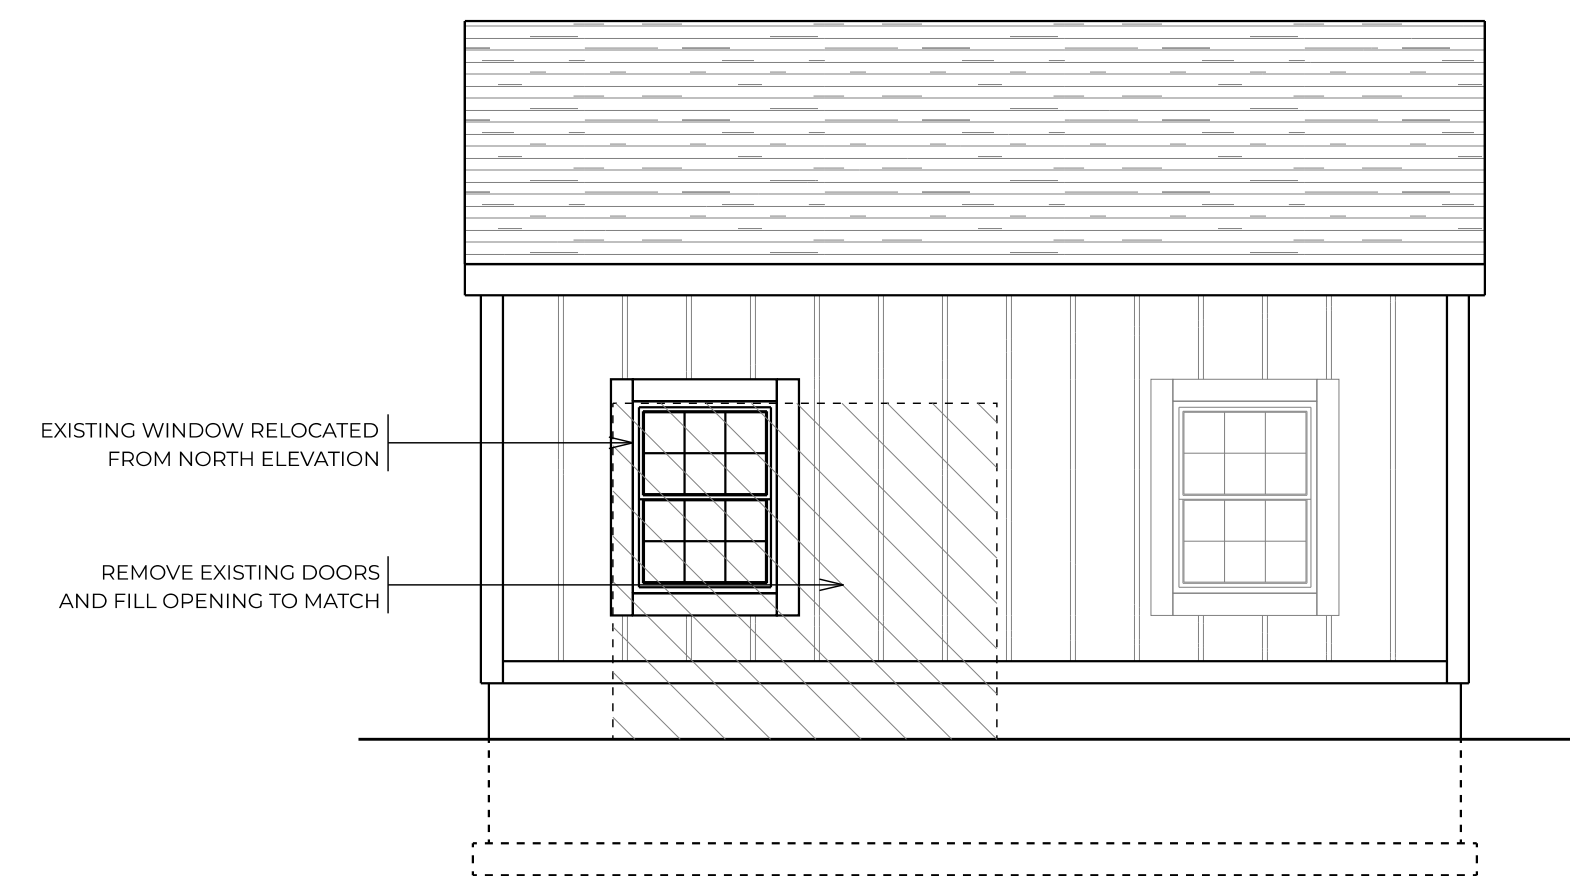 EXISTING WINDOW RELOCATED
FROM NORTH ELEVATION
REMOVE EXISTING DOORS
AND FILL OPENING TO MATCH